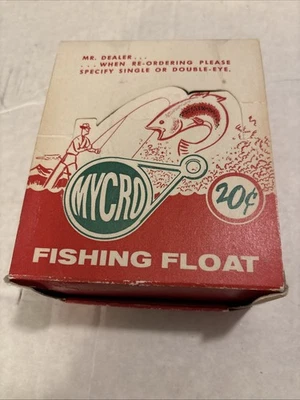 MR. DEALER...
...WHEN RE-ORDERING PLEASE
SPECIFY SINGLE OR DOUBLE-EYE.
MYCRO
20¢
FISHING FLOAT